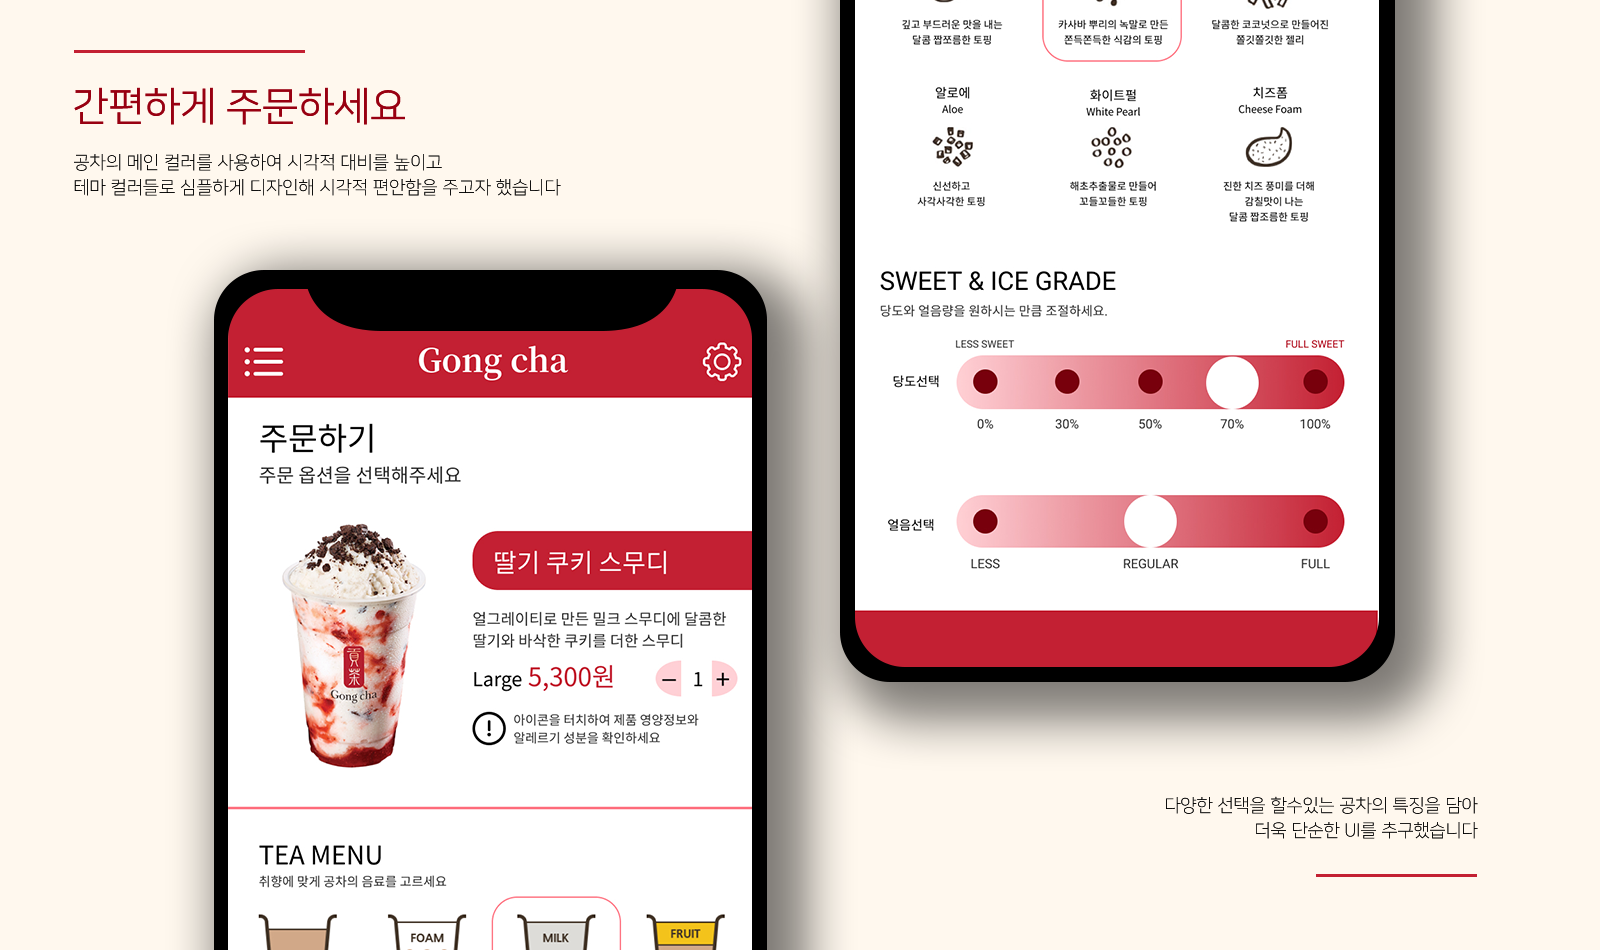 간편하게 주문하세요
공차의 메인 컬러를 사용하여 시각적 대비를 높이고
테마 컬러들로 심플하게 디자인해 시각적 편안함을 주고자 했습니다
Gong cha
주문하기
주문 옵션을 선택해주세요
딸기 쿠키 스무디
얼그레이티로 만든 밀크 스무디에 달콤한
딸기와 바삭한 쿠키를 더한 스무디
Large 5,300원
1
아이콘을 터치하여 제품 영양정보와
알레르기 성분을 확인하세요
貢茶
Gong cha
TEA MENU
취향에 맞게 공차의 음료를 고르세요
FOAM
MILK
FRUIT
깊고 부드러운 맛을 내는
달콤 짭쪼름한 토핑
카사바 뿌리의 녹말로 만든
쫀득쫀득한 식감의 토핑
달콤한 코코넛으로 만들어진
쫄깃쫄깃한 젤리
알로에
Aloe
신선하고
사각사각한 토핑
화이트펄
White Pearl
해초추출물로 만들어
꼬들꼬들한 토핑
치즈폼
Cheese Foam
진한 치즈 풍미를 더해
감칠맛이 나는
달콤 짭조름한 토핑
SWEET & ICE GRADE
당도와 얼음량을 원하시는 만큼 조절하세요.
LESS SWEET
FULL SWEET
당도선택
0% 30% 50% 70% 100%
얼음선택
LESS REGULAR FULL
다양한 선택을 할수있는 공차의 특징을 담아
더욱 단순한 UI를 추구했습니다